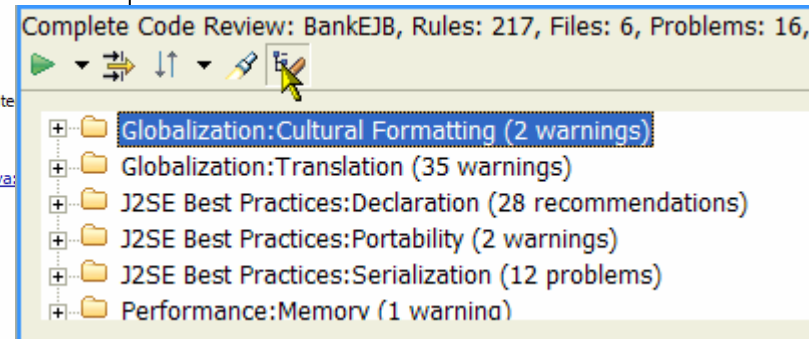 Complete Code Review: BankEJB, Rules: 217, Files: 6, Problems: 16,
Globalization:Cultural Formatting (2 warnings)
Globalization:Translation (35 warnings)
J2SE Best Practices:Declaration (28 recommendations)
J2SE Best Practices:Portability (2 warnings)
J2SE Best Practices:Serialization (12 problems)
Performance:Memory (1 warning)